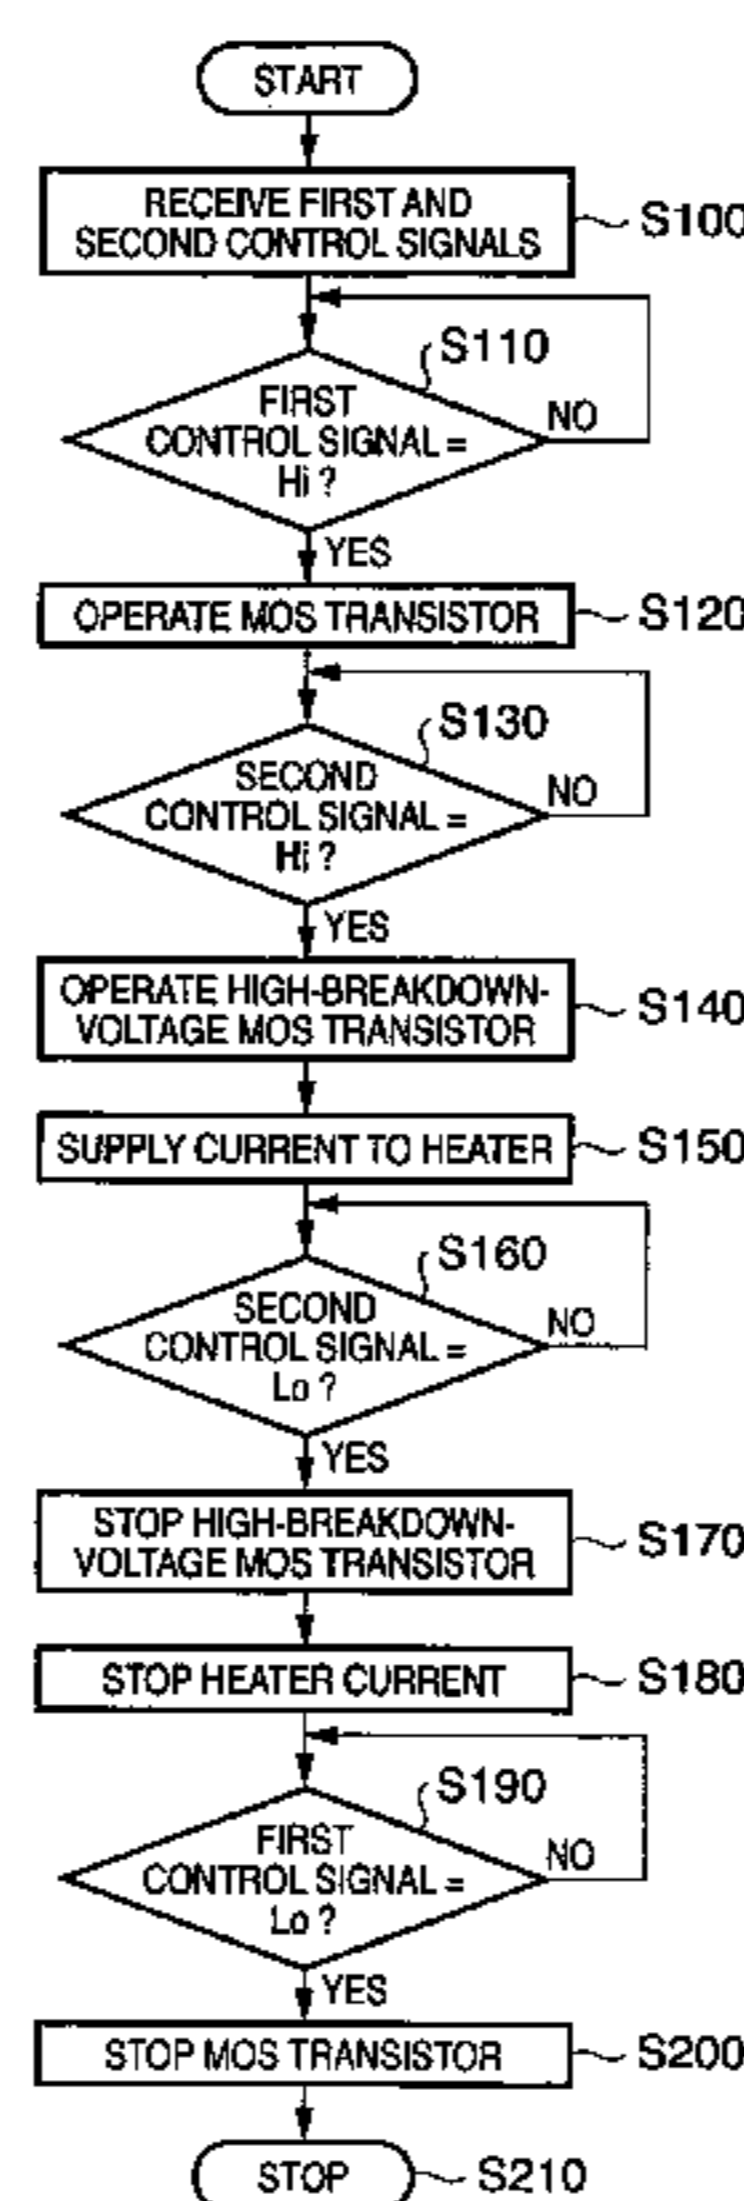 START
RECEIVE FIRST AND
SECOND CONTROL SIGNALS
S100
S110
FIRST
CONTROL SIGNAL =
Hi ?
NO
YES
OPERATE MOS TRANSISTOR
S120
S130
SECOND
CONTROL SIGNAL =
Hi ?
NO
YES
OPERATE HIGH-BREAKDOWN-
VOLTAGE MOS TRANSISTOR
S140
SUPPLY CURRENT TO HEATER
S150
S160
SECOND
CONTROL SIGNAL =
Lo ?
NO
YES
STOP HIGH-BREAKDOWN-
VOLTAGE MOS TRANSISTOR
S170
STOP HEATER CURRENT
S180
S190
FIRST
CONTROL SIGNAL =
Lo ?
NO
YES
STOP MOS TRANSISTOR
S200
STOP
S210